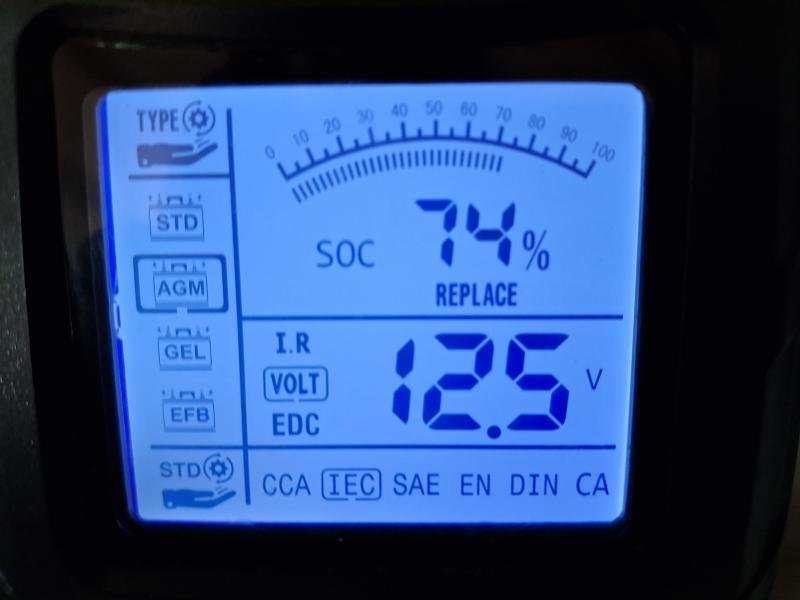 TYPE
STD
AGM
GEL
EFB
STD
0 10 20 30 40 50 60 70 80 90 100
SOC 74%
REPLACE
I.R
VOLT
EDC
12.5 V
CCA IEC SAE EN DIN CA